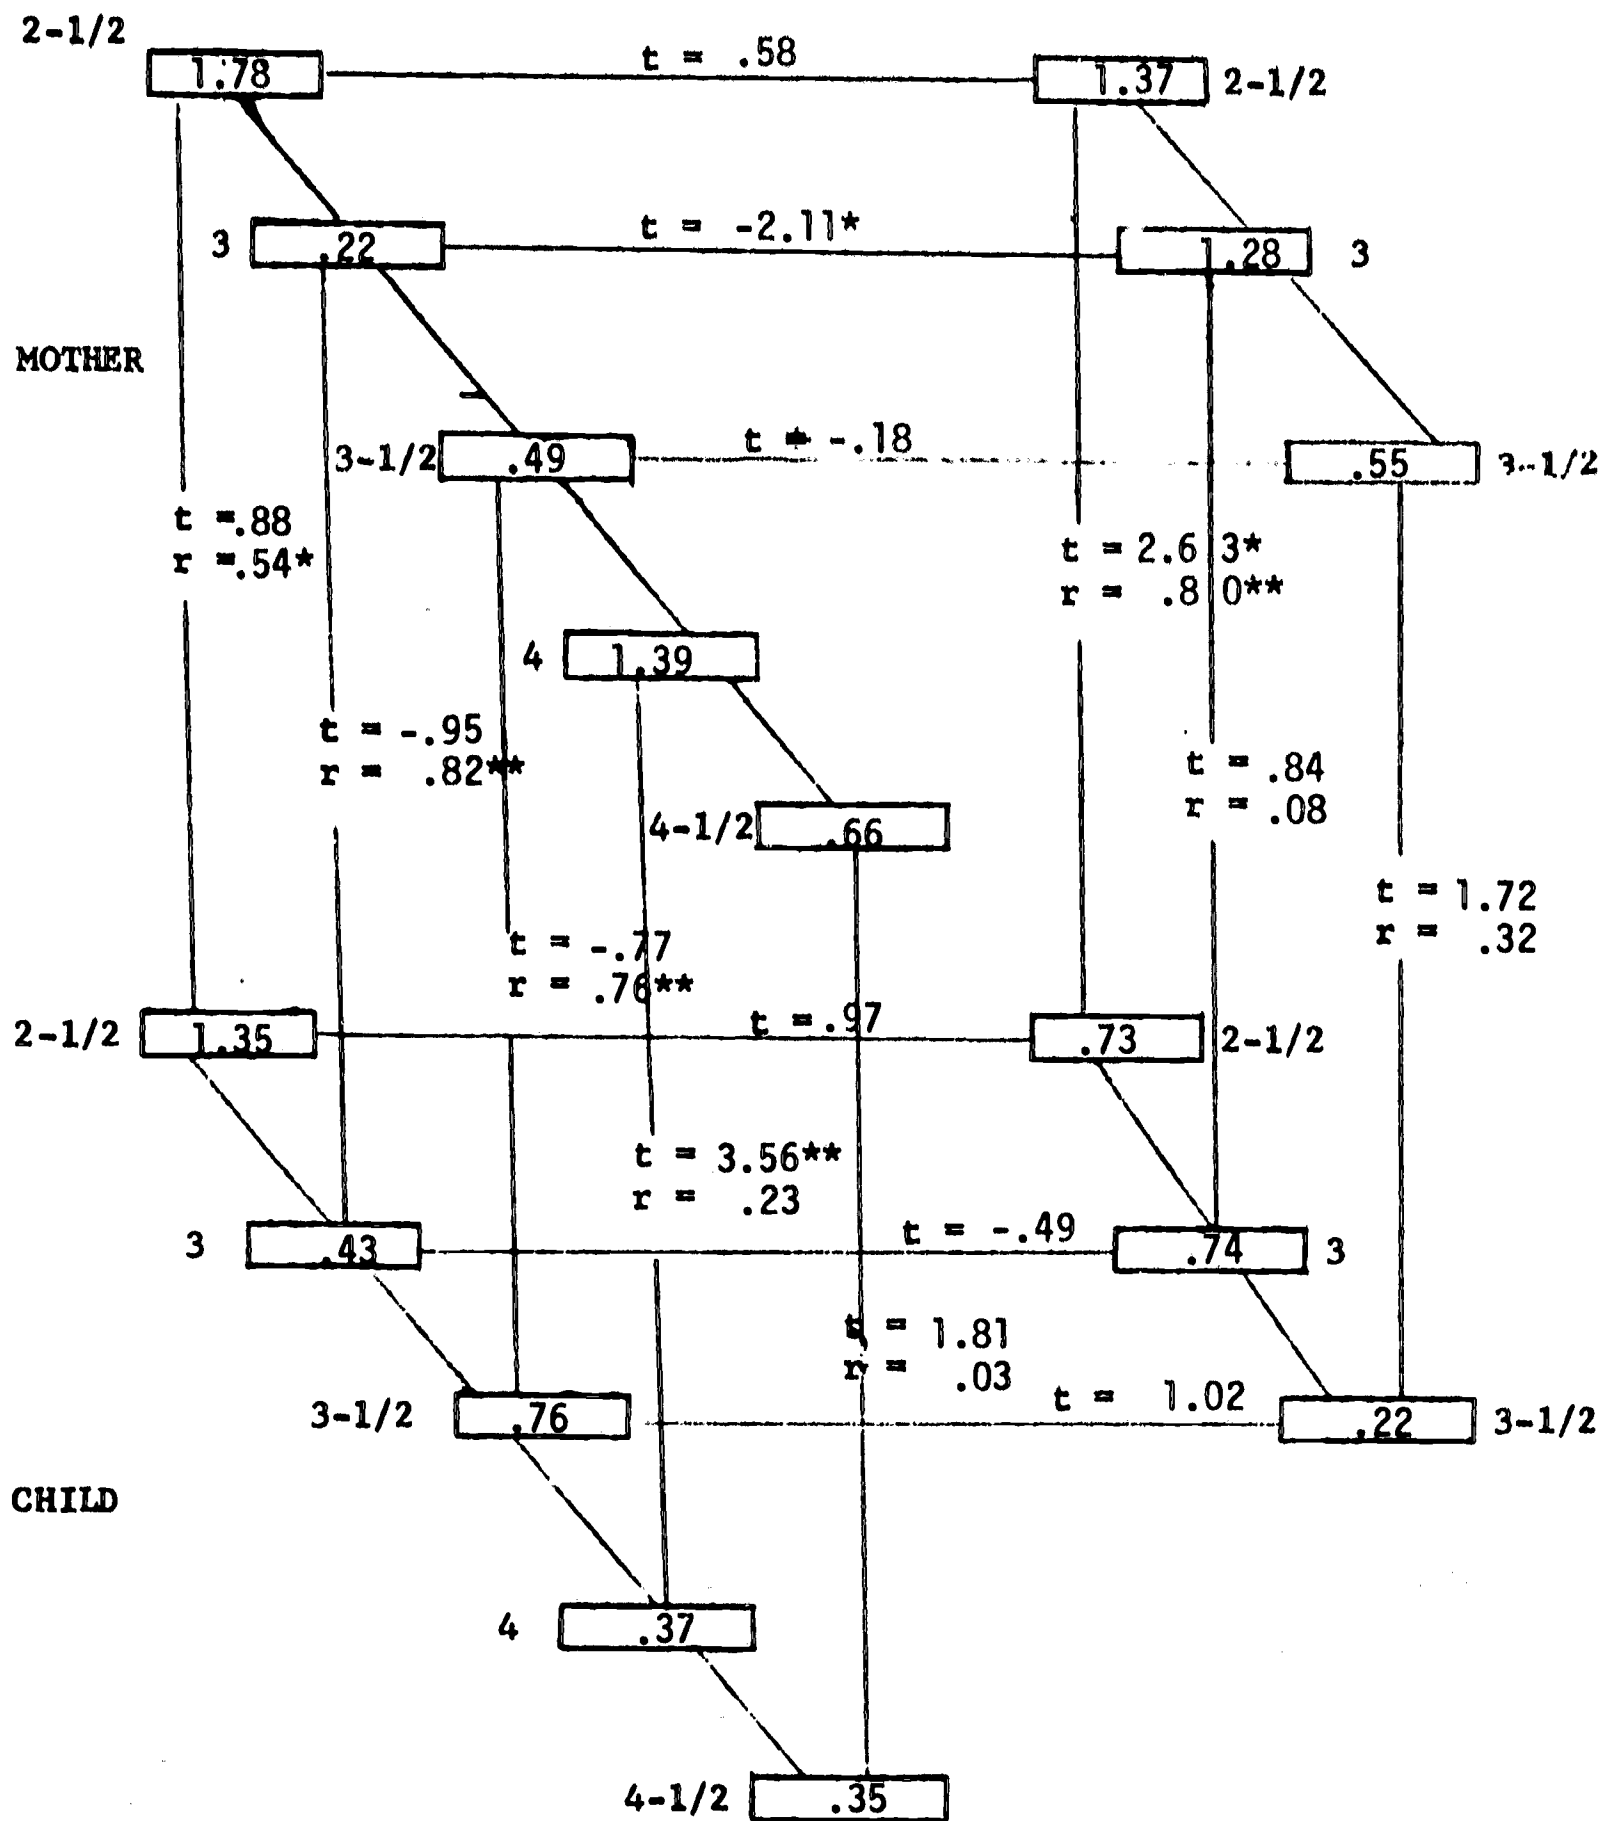 2-1/2
1.78
t = .58
1.37
2-1/2
3
.22
t = -2.11*
1.28
3
MOTHER
3-1/2
.49
t = -.18
.55
3-1/2
t =.88
r =.54*
t = 2.63*
r = .80**
4
1.39
t = -.95
r = .82**
t = .84
r = .08
4-1/2
.66
t = 1.72
r = .32
t = -.77
r = .76**
2-1/2
1.35
t =.97
.73
2-1/2
t = 3.56**
r = .23
3
.43
t = -.49
.74
3
t = 1.81
r = .03
3-1/2
.76
t = 1.02
.22
3-1/2
CHILD
4
.37
4-1/2
.35